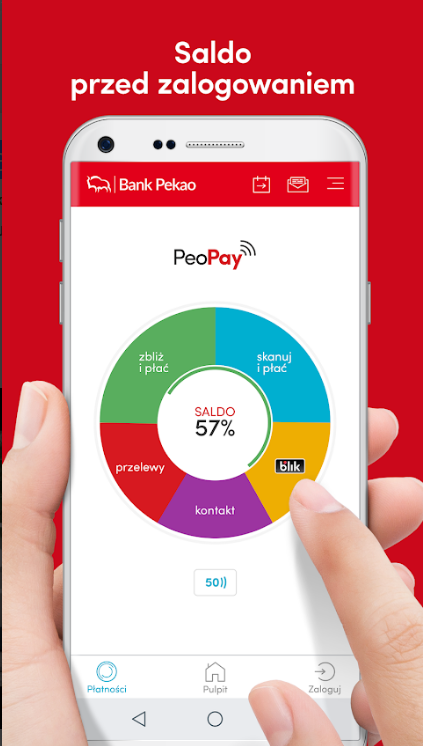 Saldo
przed zalogowaniem
Bank Pekao
PeoPay
zbliż
i płać
skanuj
i płać
SALDO
57%
przelewy
blik
kontakt
50))
Płatności
Pulpit
Zaloguj